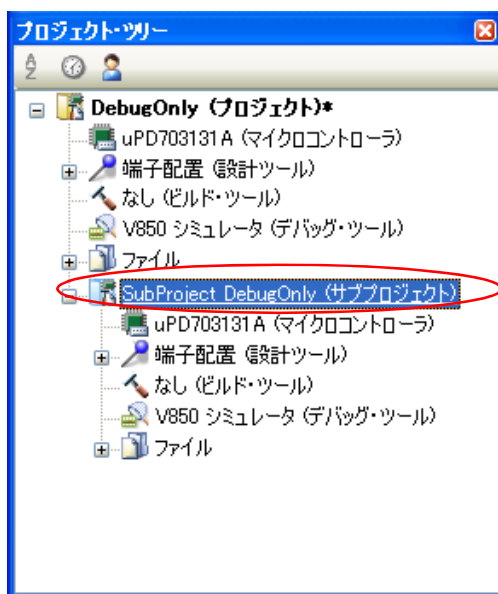 プロジェクト・ツリー
DebugOnly (プロジェクト)*
uPD703131A (マイクロコントローラ)
端子配置 (設計ツール)
なし (ビルド・ツール)
V850 シミュレータ (デバッグ・ツール)
ファイル
SubProject DebugOnly (サブプロジェクト)
uPD703131A (マイクロコントローラ)
端子配置 (設計ツール)
なし (ビルド・ツール)
V850 シミュレータ (デバッグ・ツール)
ファイル